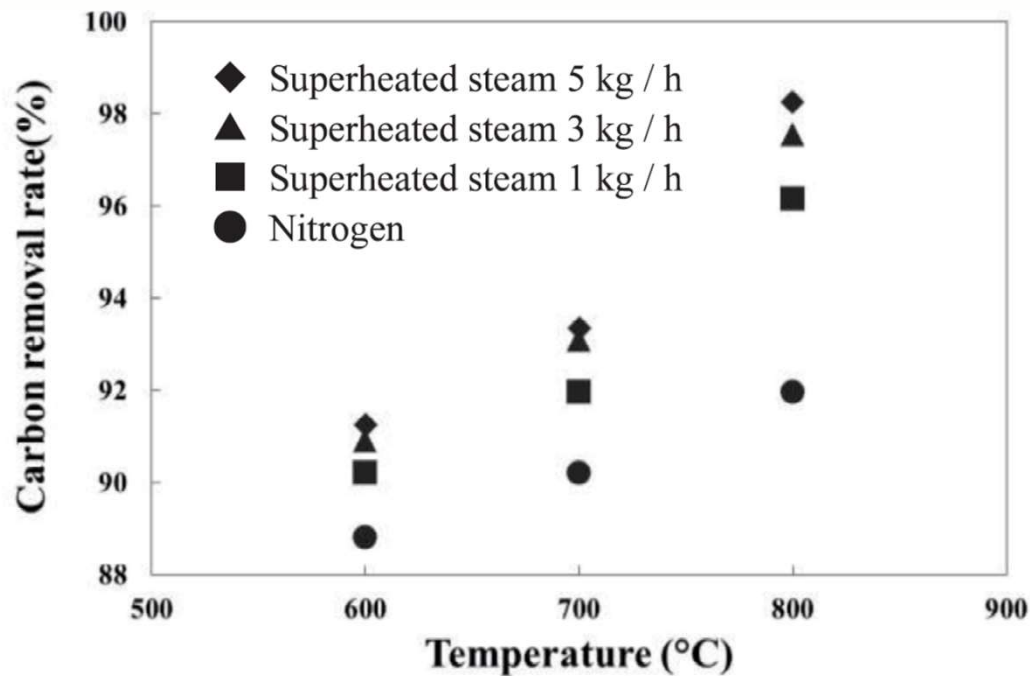 100
98
96
94
92
90
88
Carbon removal rate(%)
Superheated steam 5 kg / h
Superheated steam 3 kg / h
Superheated steam 1 kg / h
Nitrogen
500 600 700 800 900
Temperature (°C)